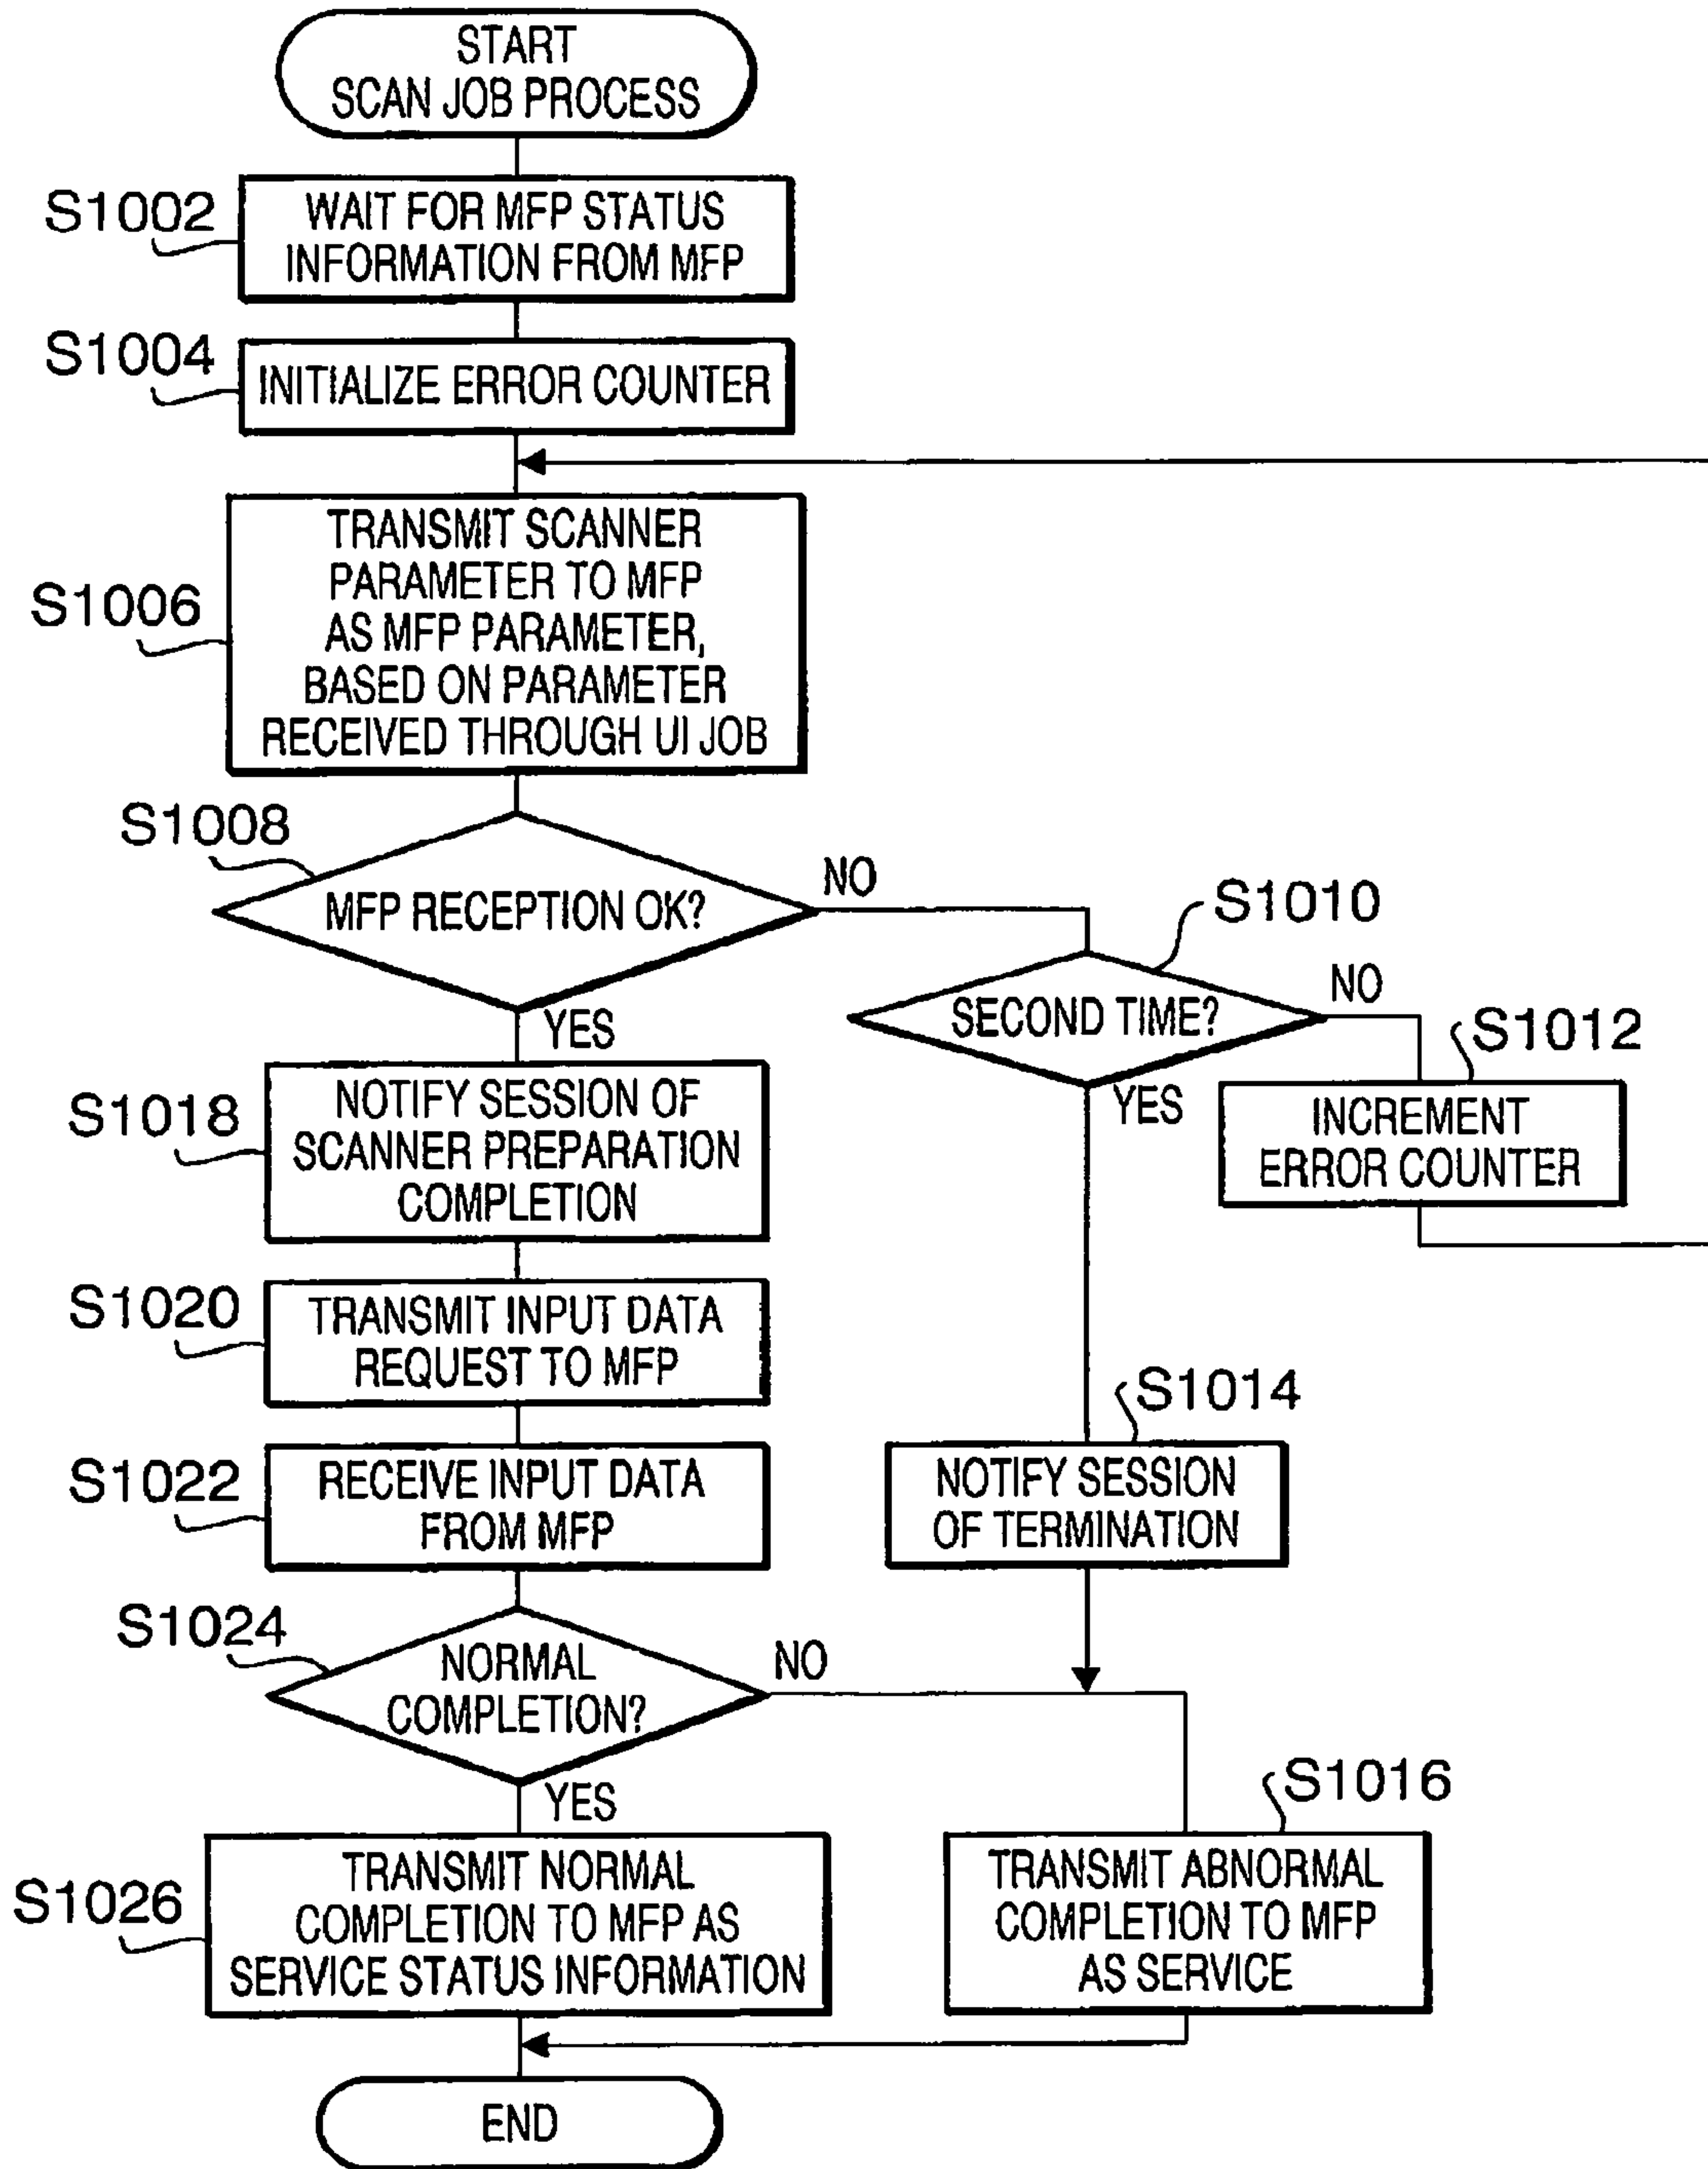 START
SCAN JOB PROCESS
S1002
WAIT FOR MFP STATUS
INFORMATION FROM MFP
S1004
INITIALIZE ERROR COUNTER
S1006
TRANSMIT SCANNER
PARAMETER TO MFP
AS MFP PARAMETER,
BASED ON PARAMETER
RECEIVED THROUGH UI JOB
S1008
MFP RECEPTION OK?
NO
YES
S1010
SECOND TIME?
NO
YES
S1012
INCREMENT
ERROR COUNTER
S1018
NOTIFY SESSION OF
SCANNER PREPARATION
COMPLETION
S1020
TRANSMIT INPUT DATA
REQUEST TO MFP
S1014
NOTIFY SESSION
OF TERMINATION
S1022
RECEIVE INPUT DATA
FROM MFP
S1024
NORMAL
COMPLETION?
NO
YES
S1016
TRANSMIT ABNORMAL
COMPLETION TO MFP
AS SERVICE
S1026
TRANSMIT NORMAL
COMPLETION TO MFP AS
SERVICE STATUS INFORMATION
END